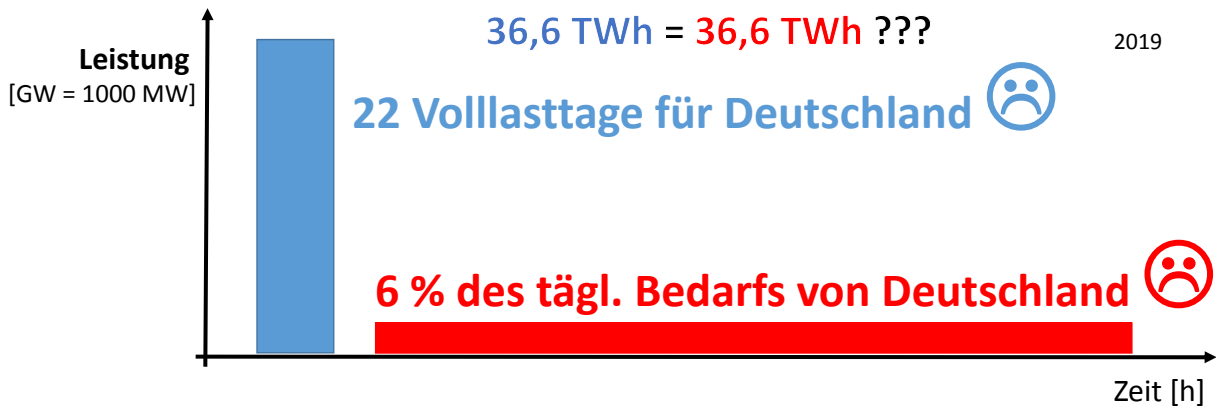 36,6 TWh = 36,6 TWh ???
2019
Leistung
[GW = 1000 MW]
22 Volllasttage für Deutschland
6 % des tägl. Bedarfs von Deutschland
Zeit [h]